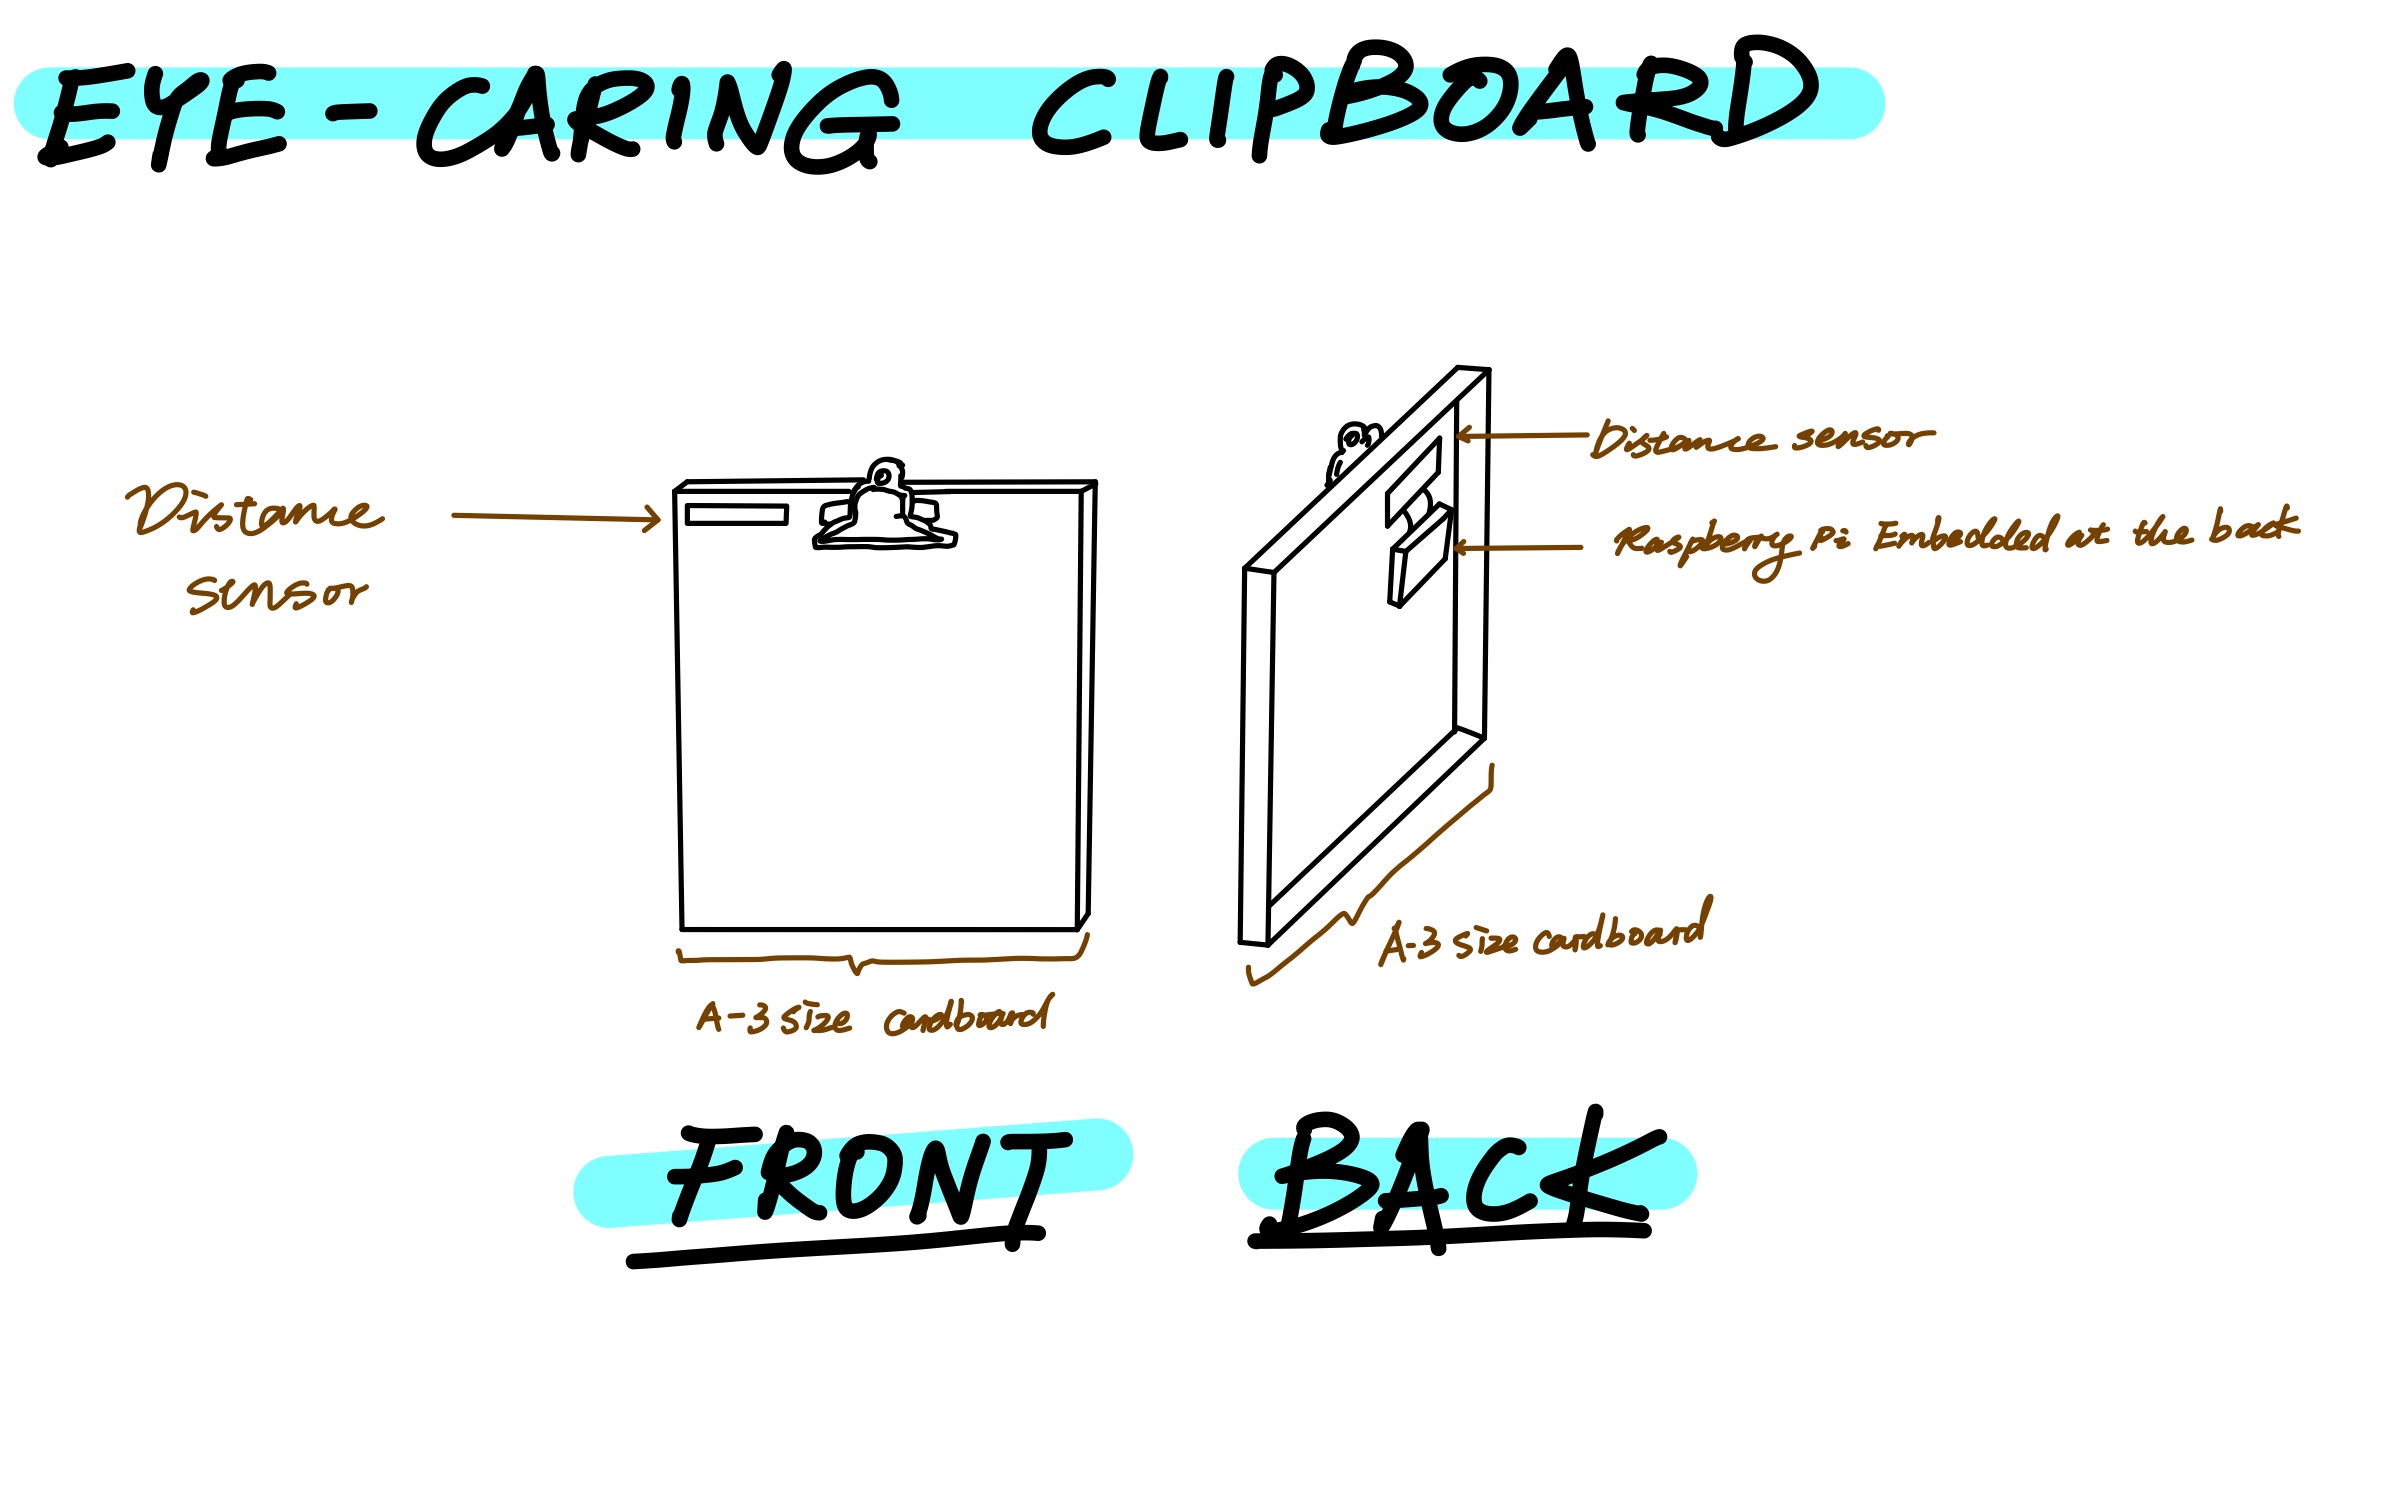 EYE-CARING CLIPBOARD
Distance
sensor
Distance sensor
Raspberry Pi Embedded at the back
A-3 size cardboard
A-3 size cardboard
FRONT
BACK